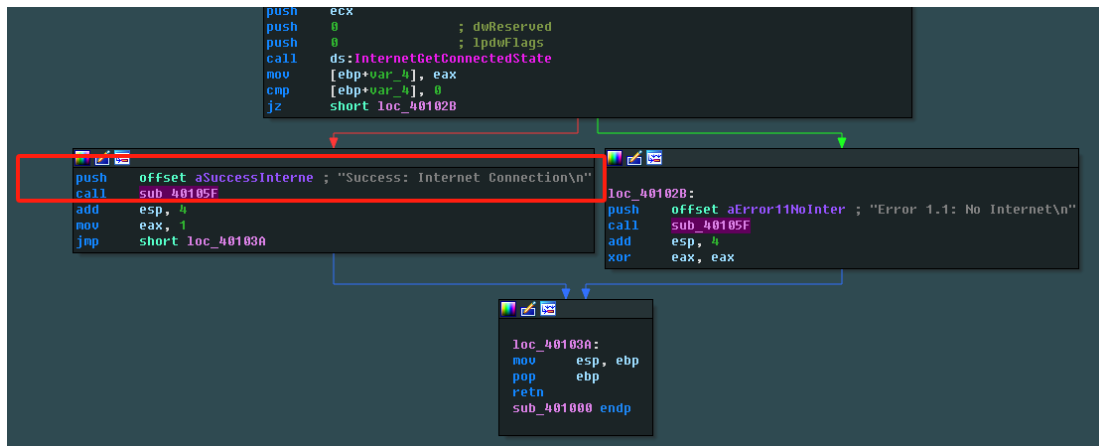 push ecx
push 0 ; dwReserved
push 0 ; lpdwFlags
call ds:InternetGetConnectedState
mov [ebp+var_4], eax
cmp [ebp+var_4], 0
jz short loc_40102B
push offset aSuccessInterne ; "Success: Internet Connection\n"
call sub_40105F
add esp, 4
mov eax, 1
jmp short loc_40103A
loc_40102B:
push offset aError11NoInter ; "Error 1.1: No Internet\n"
call sub_40105F
add esp, 4
xor eax, eax
loc_40103A:
mov esp, ebp
pop ebp
retn
sub_401000 endp